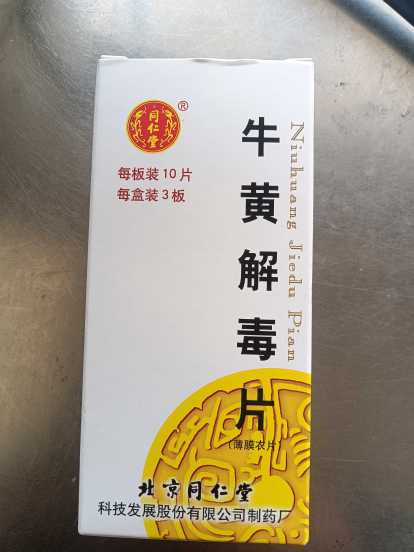 同仁堂
®
每板装10片
每盒装3板
牛黄解毒片
Niuhuang Jiedu Pian
(薄膜衣片)
北京同仁堂
科技发展股份有限公司制药厂